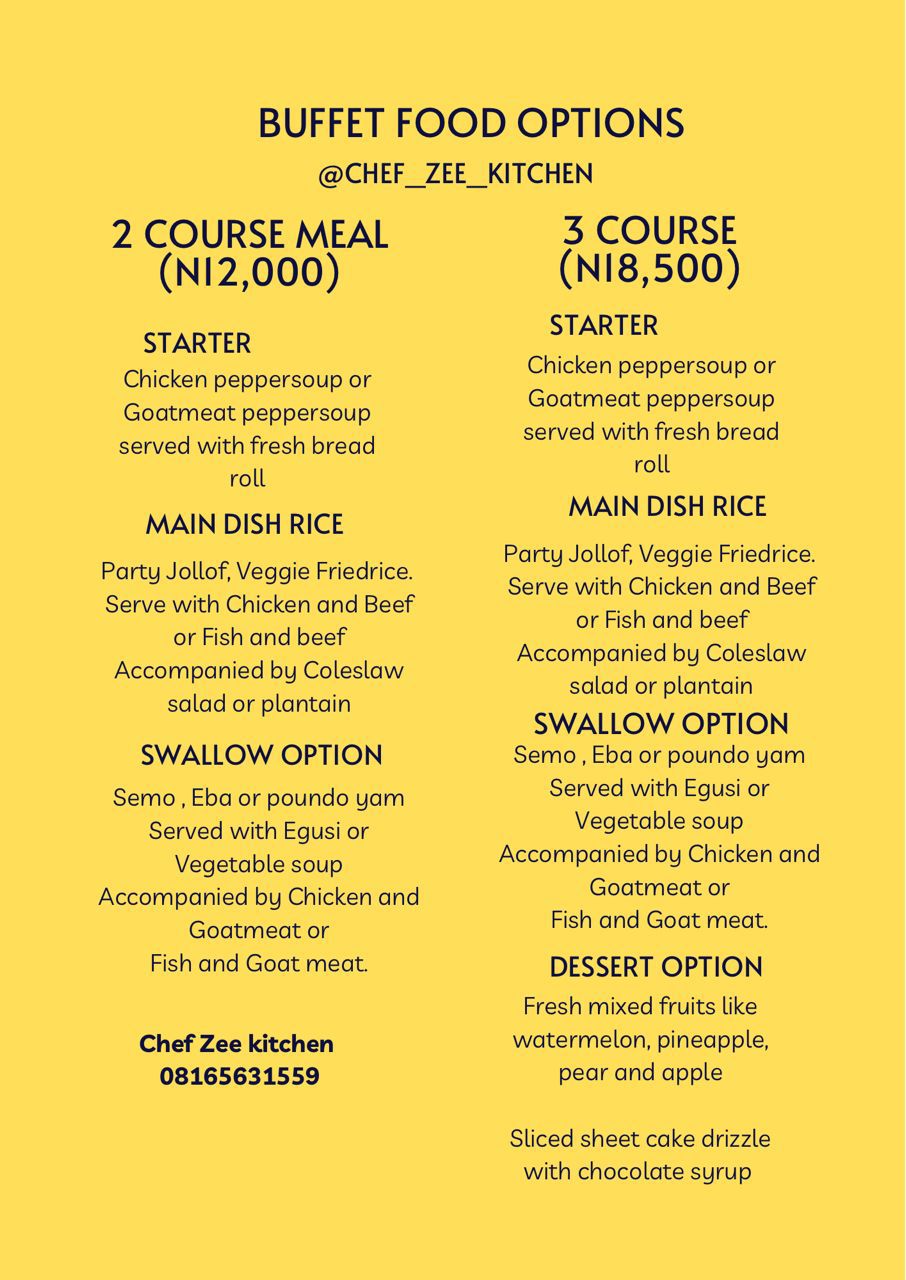 BUFFET FOOD OPTIONS
@CHEF_ZEE_KITCHEN
2 COURSE MEAL
(N12,000)
STARTER
Chicken peppersoup or
Goatmeat peppersoup
served with fresh bread
roll
MAIN DISH RICE
Party Jollof, Veggie Friedrice.
Serve with Chicken and Beef
or Fish and beef
Accompanied by Coleslaw
salad or plantain
SWALLOW OPTION
Semo , Eba or poundo yam
Served with Egusi or
Vegetable soup
Accompanied by Chicken and
Goatmeat or
Fish and Goat meat.
Chef Zee kitchen
08165631559
3 COURSE
(N18,500)
STARTER
Chicken peppersoup or
Goatmeat peppersoup
served with fresh bread
roll
MAIN DISH RICE
Party Jollof, Veggie Friedrice.
Serve with Chicken and Beef
or Fish and beef
Accompanied by Coleslaw
salad or plantain
SWALLOW OPTION
Semo , Eba or poundo yam
Served with Egusi or
Vegetable soup
Accompanied by Chicken and
Goatmeat or
Fish and Goat meat.
DESSERT OPTION
Fresh mixed fruits like
watermelon, pineapple,
pear and apple
Sliced sheet cake drizzle
with chocolate syrup